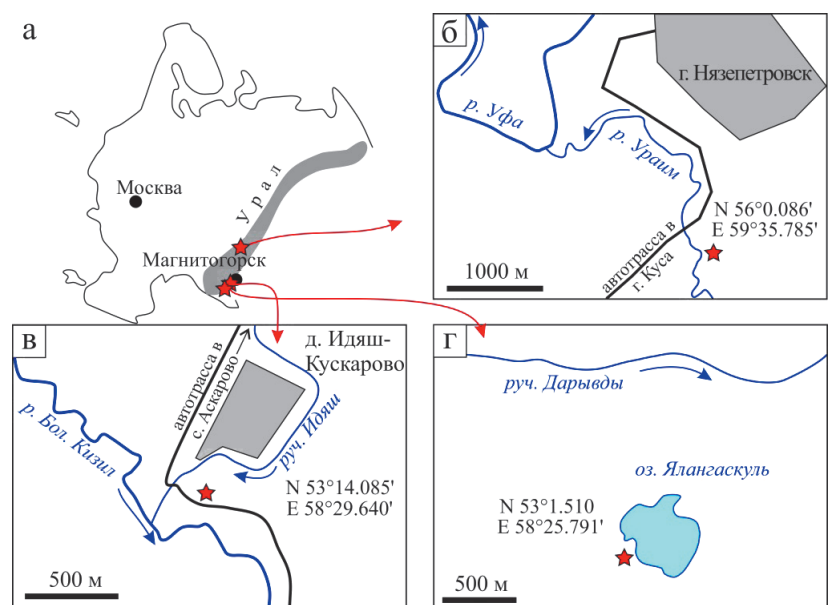 а
Москва
Урал
Магнитогорск
б
г. Нязепетровск
р. Уфа
р. Ураим
N 56°0.086'
E 59°35.785'
автотрасса в
г. Куса
1000 м
в
д. Идяш-
Кускарово
автотрасса в
с. Аскарово
р. Бол. Кизил
руч. Идяш
N 53°14.085'
E 58°29.640'
500 м
г
руч. Дарывды
оз. Ялангаскуль
N 53°1.510
E 58°25.791'
500 м